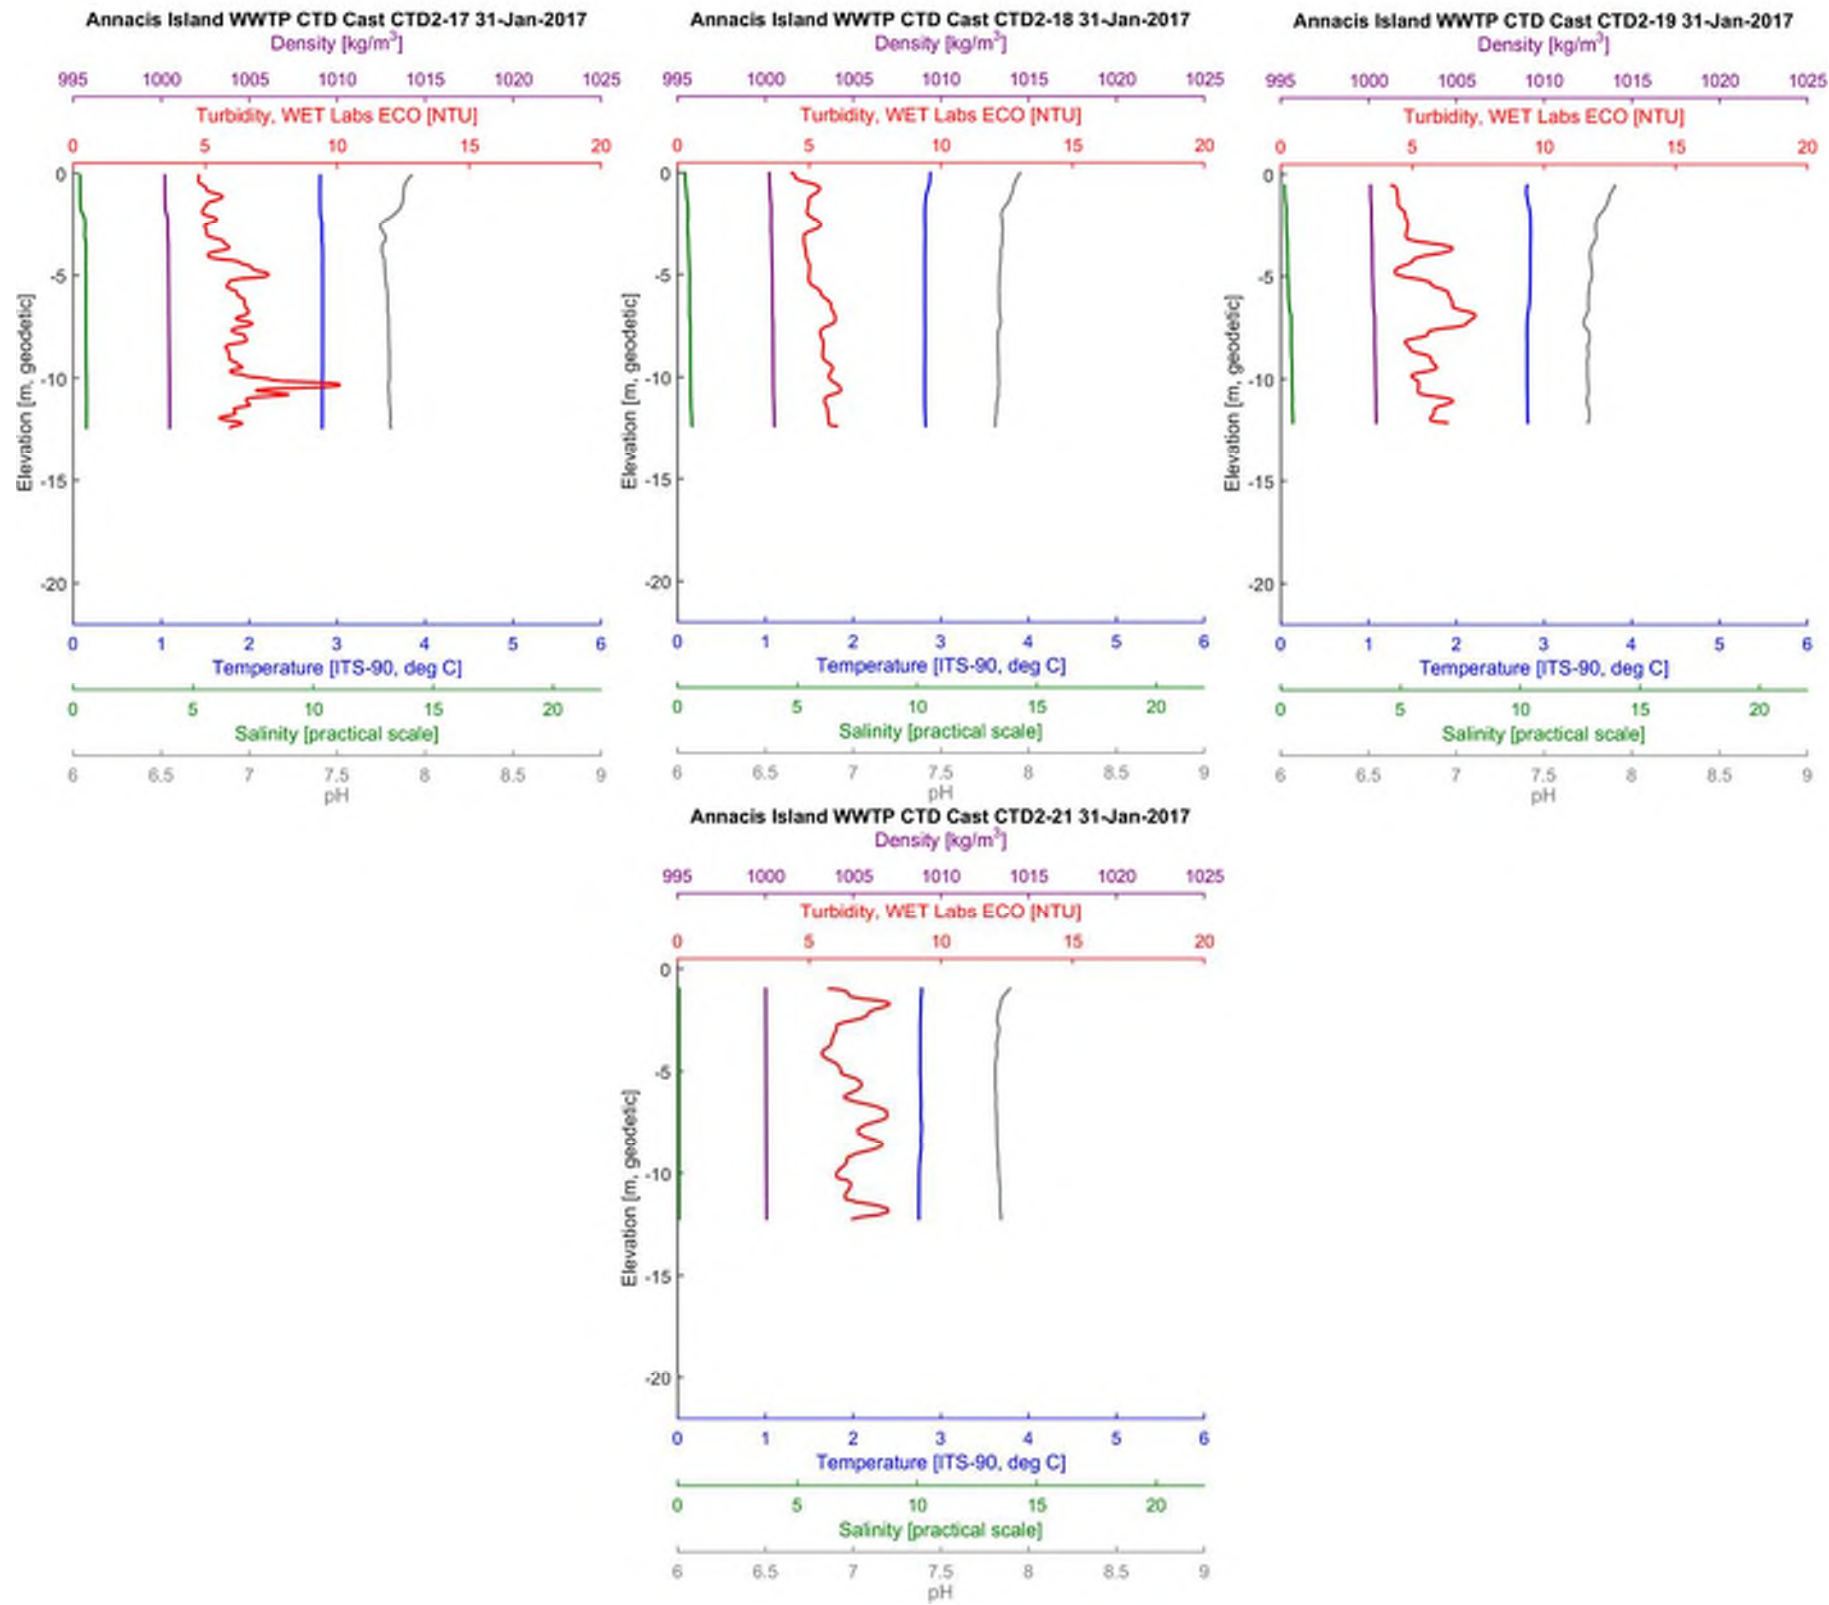 Annacis Island WWTP CTD Cast CTD2-17 31-Jan-2017
Density [kg/m³]
995 1000 1005 1010 1015 1020 1025
Turbidity, WET Labs ECO [NTU]
0 5 10 15 20
0
-5
-10
-15
-20
Elevation [m, geodetic]
0 1 2 3 4 5 6
Temperature [ITS-90, deg C]
0 5 10 15 20
Salinity [practical scale]
6 6.5 7 7.5 8 8.5 9
pH
Annacis Island WWTP CTD Cast CTD2-18 31-Jan-2017
Density [kg/m³]
995 1000 1005 1010 1015 1020 1025
Turbidity, WET Labs ECO [NTU]
0 5 10 15 20
0
-5
-10
-15
-20
Elevation [m, geodetic]
0 1 2 3 4 5 6
Temperature [ITS-90, deg C]
0 5 10 15 20
Salinity [practical scale]
6 6.5 7 7.5 8 8.5 9
pH
Annacis Island WWTP CTD Cast CTD2-19 31-Jan-2017
Density [kg/m³]
995 1000 1005 1010 1015 1020 1025
Turbidity, WET Labs ECO [NTU]
0 5 10 15 20
0
-5
-10
-15
-20
Elevation [m, geodetic]
0 1 2 3 4 5 6
Temperature [ITS-90, deg C]
0 5 10 15 20
Salinity [practical scale]
6 6.5 7 7.5 8 8.5 9
pH
Annacis Island WWTP CTD Cast CTD2-21 31-Jan-2017
Density [kg/m³]
995 1000 1005 1010 1015 1020 1025
Turbidity, WET Labs ECO [NTU]
0 5 10 15 20
0
-5
-10
-15
-20
Elevation [m, geodetic]
0 1 2 3 4 5 6
Temperature [ITS-90, deg C]
0 5 10 15 20
Salinity [practical scale]
6 6.5 7 7.5 8 8.5 9
pH